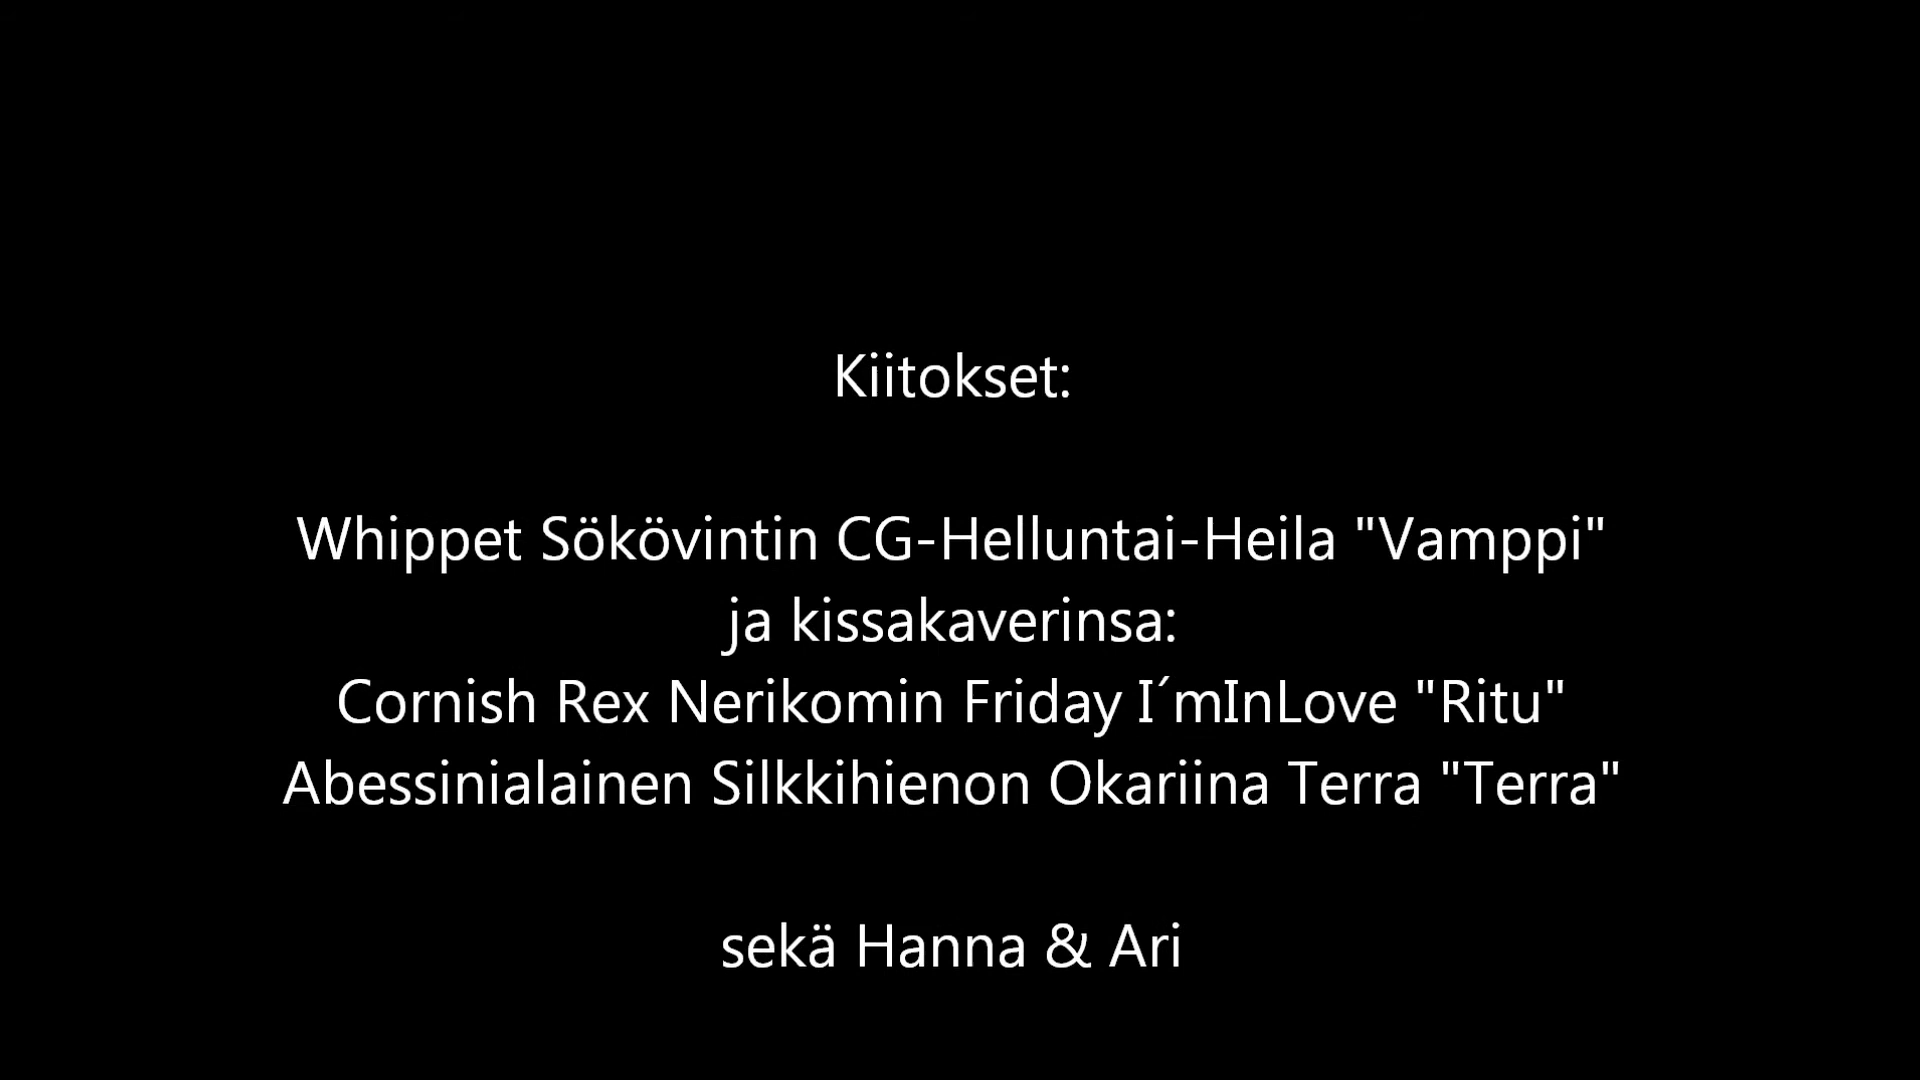 Kiitokset:
Whippet Sökövintin CG-Helluntai-Heila "Vamppi"
ja kissakaverinsa:
Cornish Rex Nerikomin Friday I´mInLove "Ritu"
Abessinialainen Silkkihienon Okariina Terra "Terra"
sekä Hanna & Ari